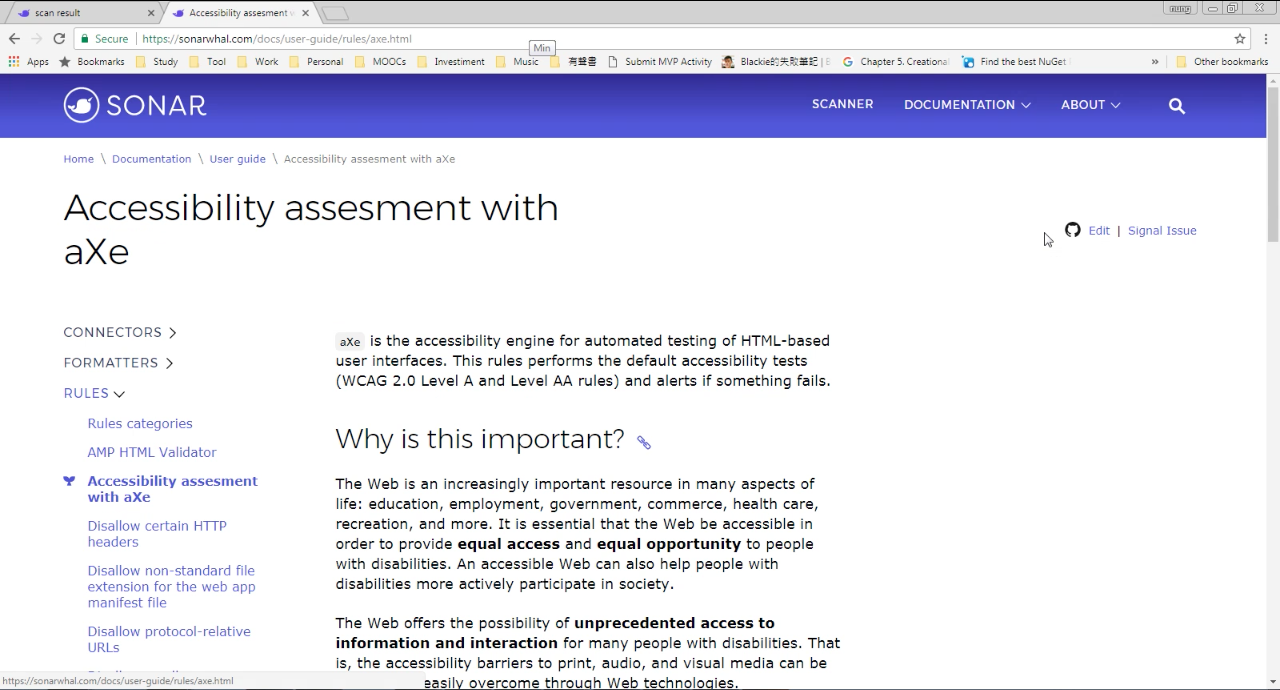 scan result
Accessibility assesment w
Secure
https://sonarwhal.com/docs/user-guide/rules/axe.html
Min
Apps
Bookmarks
Study
Tool
Work
Personal
MOOCs
Investiment
Music
有聲書
Submit MVP Activity
Blackie的失敗筆記 | B
Chapter 5. Creational
Find the best NuGet
»
Other bookmarks
SONAR
SCANNER
DOCUMENTATION
ABOUT
Home \ Documentation \ User guide \ Accessibility assesment with aXe
Accessibility assesment with
aXe
Edit | Signal Issue
CONNECTORS
FORMATTERS
RULES
Rules categories
AMP HTML Validator
Accessibility assesment
with aXe
Disallow certain HTTP
headers
Disallow non-standard file
extension for the web app
manifest file
Disallow protocol-relative
URLs
aXe is the accessibility engine for automated testing of HTML-based
user interfaces. This rules performs the default accessibility tests
(WCAG 2.0 Level A and Level AA rules) and alerts if something fails.
Why is this important?
The Web is an increasingly important resource in many aspects of
life: education, employment, government, commerce, health care,
recreation, and more. It is essential that the Web be accessible in
order to provide equal access and equal opportunity to people
with disabilities. An accessible Web can also help people with
disabilities more actively participate in society.
The Web offers the possibility of unprecedented access to
information and interaction for many people with disabilities. That
is, the accessibility barriers to print, audio, and visual media can be
easily overcome through Web technologies.
https://sonarwhal.com/docs/user-guide/rules/axe.html